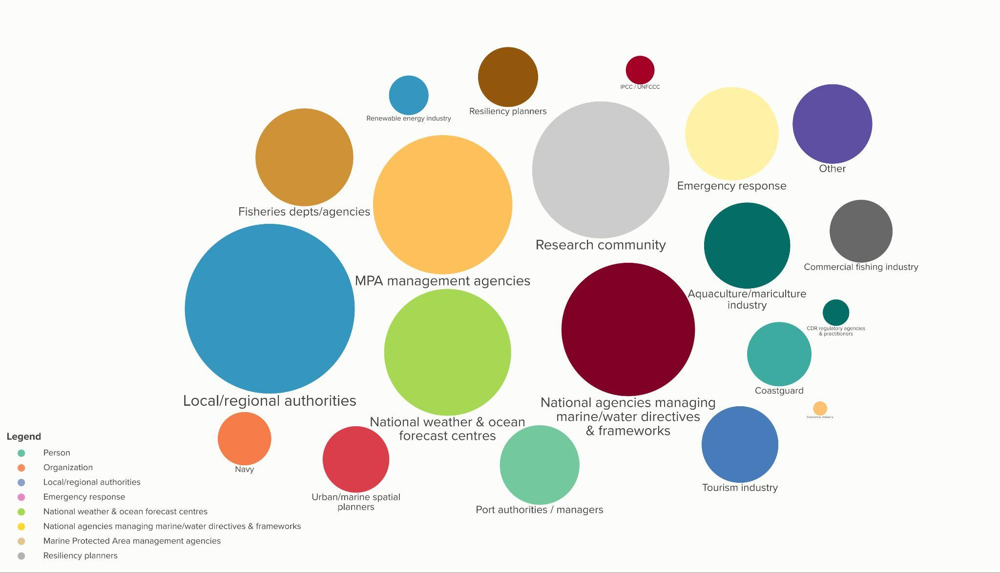 Resiliency planners
IPCC / UNFCCC
Renewable energy industry
Other
Emergency response
Fisheries depts/agencies
Research community
Commercial fishing industry
MPA management agencies
Aquaculture/mariculture
industry
CDR regulatory agencies
& practitioners
Coastguard
Local/regional authorities
National agencies managing
marine/water directives
& frameworks
Insurance industry
National weather & ocean
forecast centres
Navy
Tourism industry
Urban/marine spatial
planners
Port authorities / managers
Legend
Person
Organization
Local/regional authorities
Emergency response
National weather & ocean forecast centres
National agencies managing marine/water directives & frameworks
Marine Protected Area management agencies
Resiliency planners